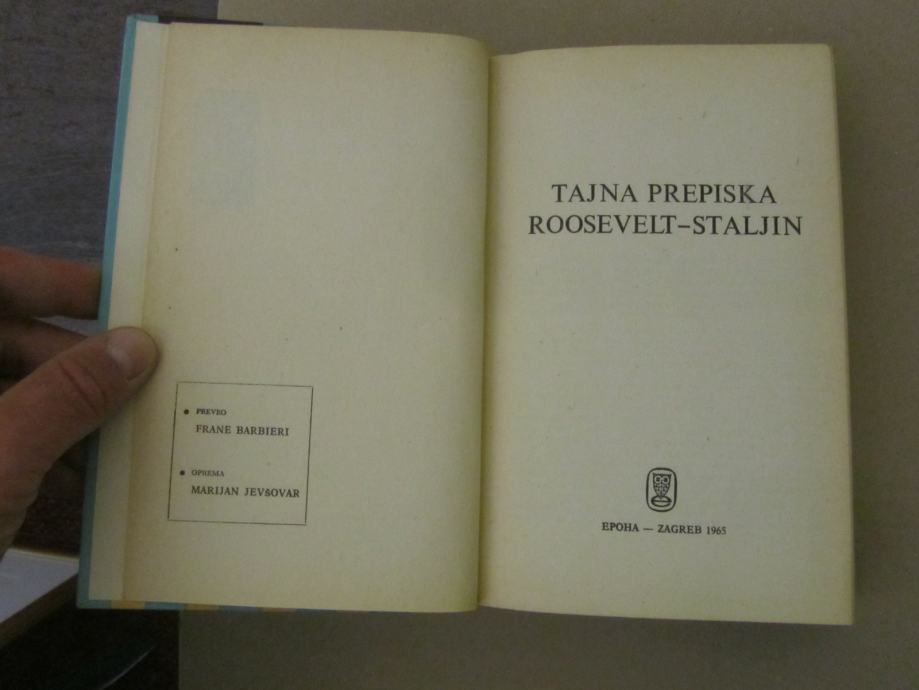 PREVEO
FRANE BARBIERI
OPREMA
MARIJAN JEVŠOVAR
TAJNA PREPISKA
ROOSEVELT–STALJIN
EPOHA — ZAGREB 1965